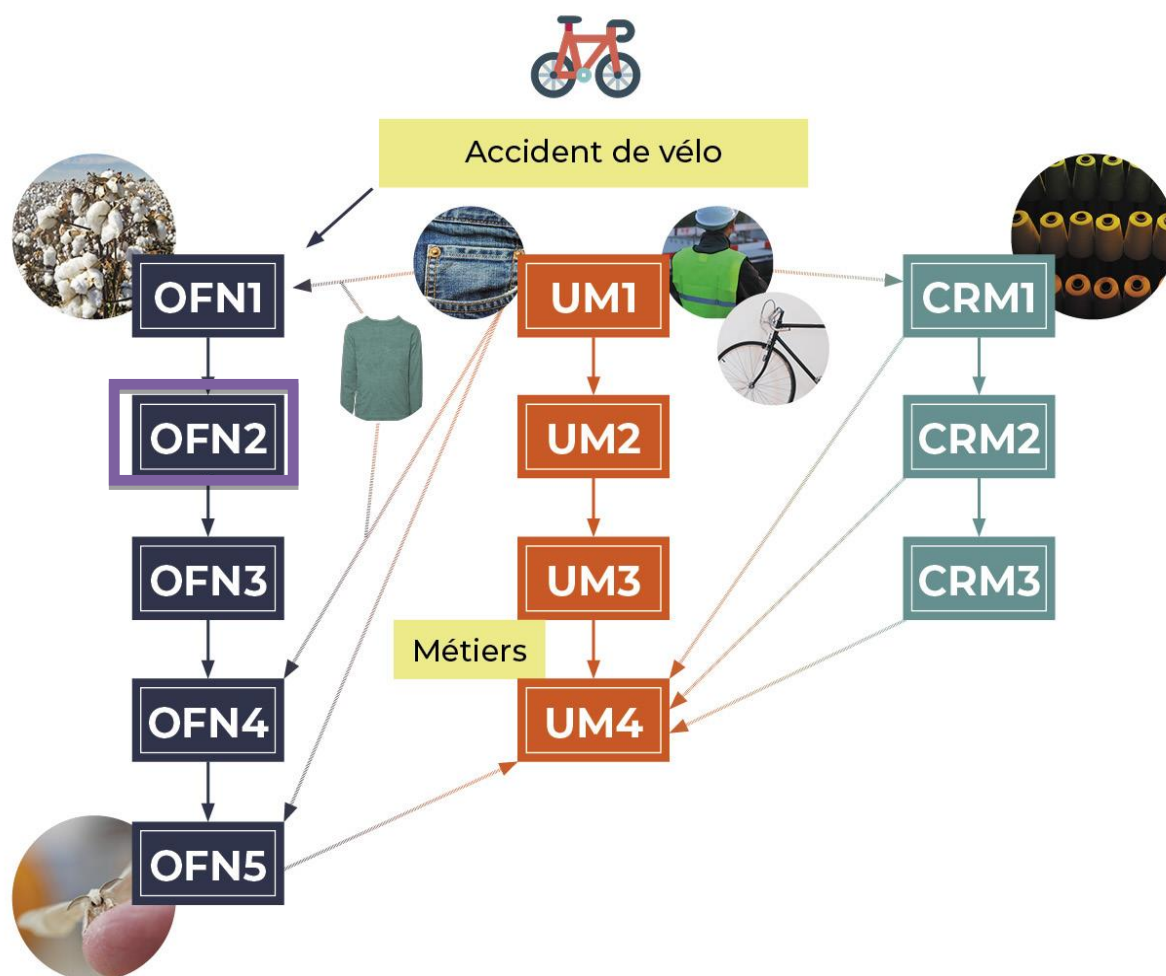 Accident de vélo
OFN1
UM1
CRM1
OFN2
UM2
CRM2
OFN3
UM3
CRM3
Métiers
OFN4
UM4
OFN5